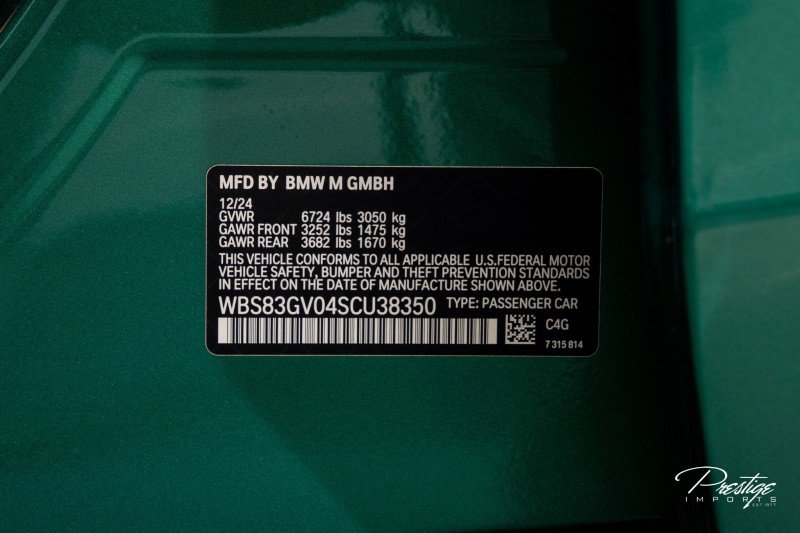 MFD BY BMW M GMBH
12/24
GVWR 6724 lbs 3050 kg
GAWR FRONT 3252 lbs 1475 kg
GAWR REAR 3682 lbs 1670 kg
THIS VEHICLE CONFORMS TO ALL APPLICABLE U.S.FEDERAL MOTOR
VEHICLE SAFETY, BUMPER AND THEFT PREVENTION STANDARDS
IN EFFECT ON THE DATE OF MANUFACTURE SHOWN ABOVE.
WBS83GV04SCU38350 TYPE: PASSENGER CAR
C4G
7 315 814
Prestige
IMPORTS
EST 1977